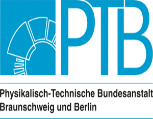 PTB
Physikalisch-Technische Bundesanstalt
Braunschweig und Berlin